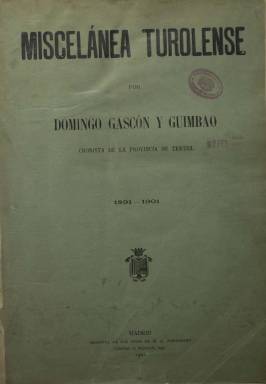 MISCELÁNEA TUROLENSE
POR
DOMINGO GASCÓN Y GUIMBAO
CRONISTA DE LA PROVINCIA DE TERUEL
1891-1901
MADRID